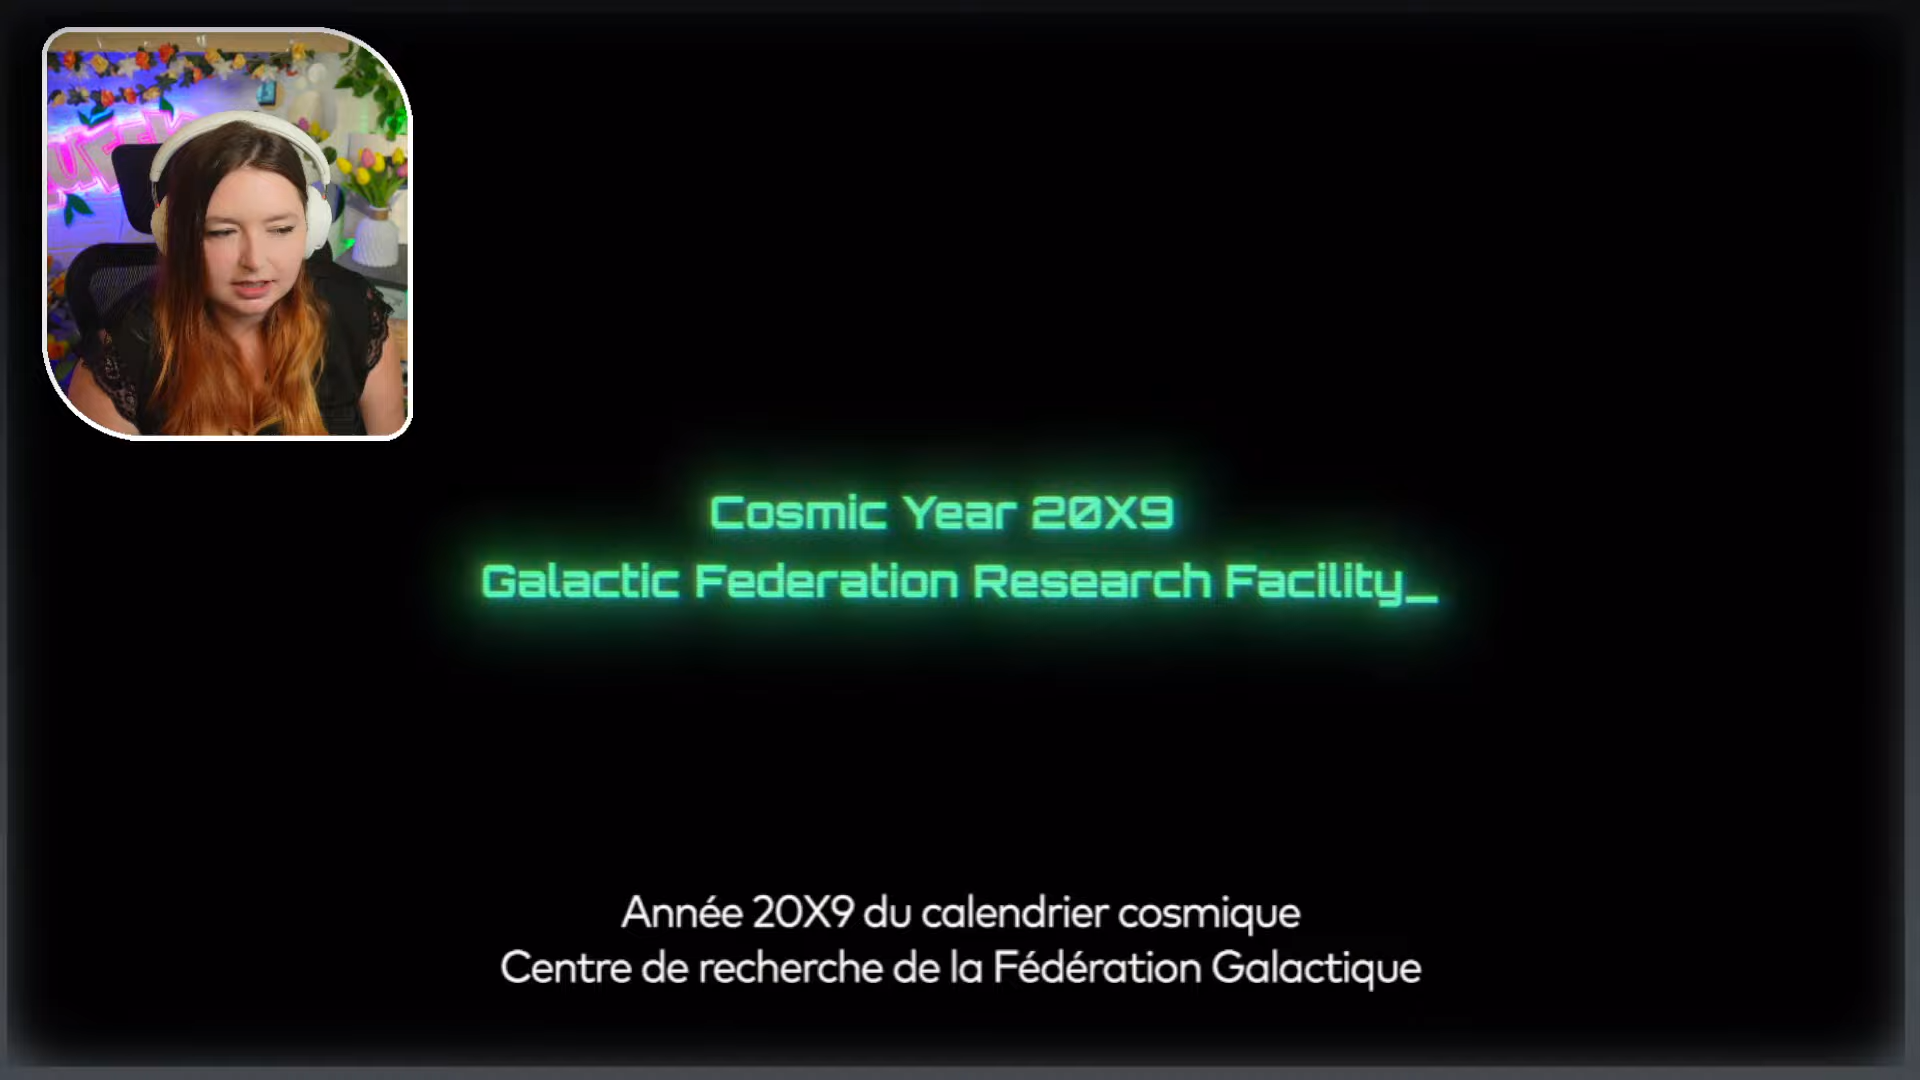 Cosmic Year 20X9
Galactic Federation Research Facility_
Année 20X9 du calendrier cosmique
Centre de recherche de la Fédération Galactique